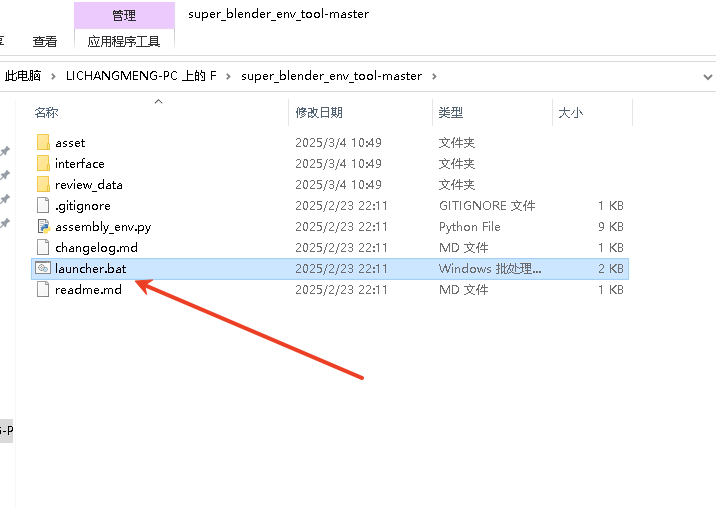 管理
super_blender_env_tool-master
查看
应用程序工具
此电脑 > LICHANGMENG-PC 上的 F > super_blender_env_tool-master >
名称 修改日期 类型 大小
asset 2025/3/4 10:49 文件夹
interface 2025/3/4 10:49 文件夹
review_data 2025/3/4 10:49 文件夹
.gitignore 2025/2/23 22:11 GITIGNORE 文件 1 KB
assembly_env.py 2025/2/23 22:11 Python File 9 KB
changelog.md 2025/2/23 22:11 MD 文件 1 KB
launcher.bat 2025/2/23 22:11 Windows 批处理... 2 KB
readme.md 2025/2/23 22:11 MD 文件 1 KB
G-P